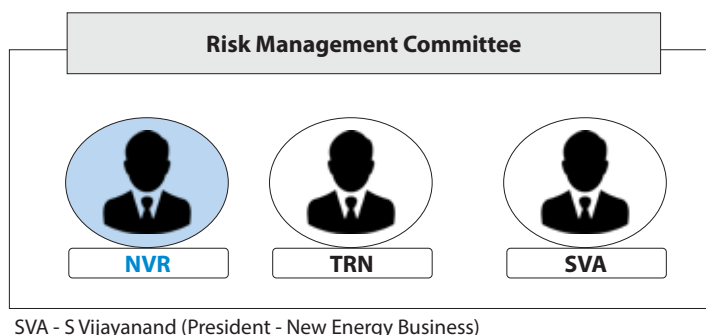 Risk Management Committee
NVR TRN SVA
SVA - S Vijayanand (President - New Energy Business)